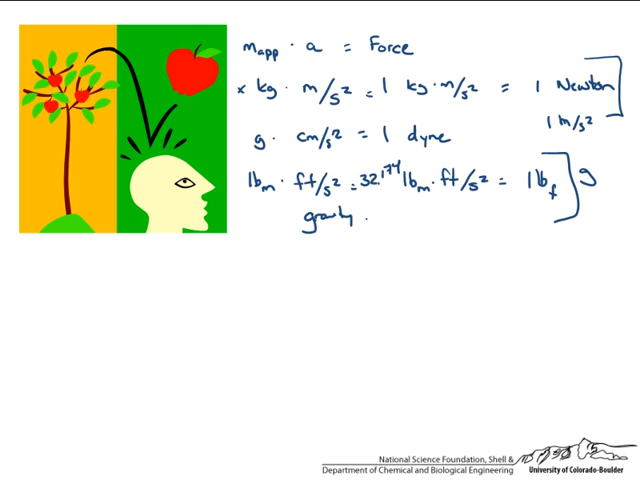 m_app · a = Force
x kg · m/s² = 1 kg·m/s² = 1 Newton
1 m/s²
g · cm/s² = 1 dyne
lb_m · ft/s² = 32.174 lb_m · ft/s² = 1 lb_f g
gravity .
National Science Foundation, Shell &
Department of Chemical and Biological Engineering
University of Colorado-Boulder